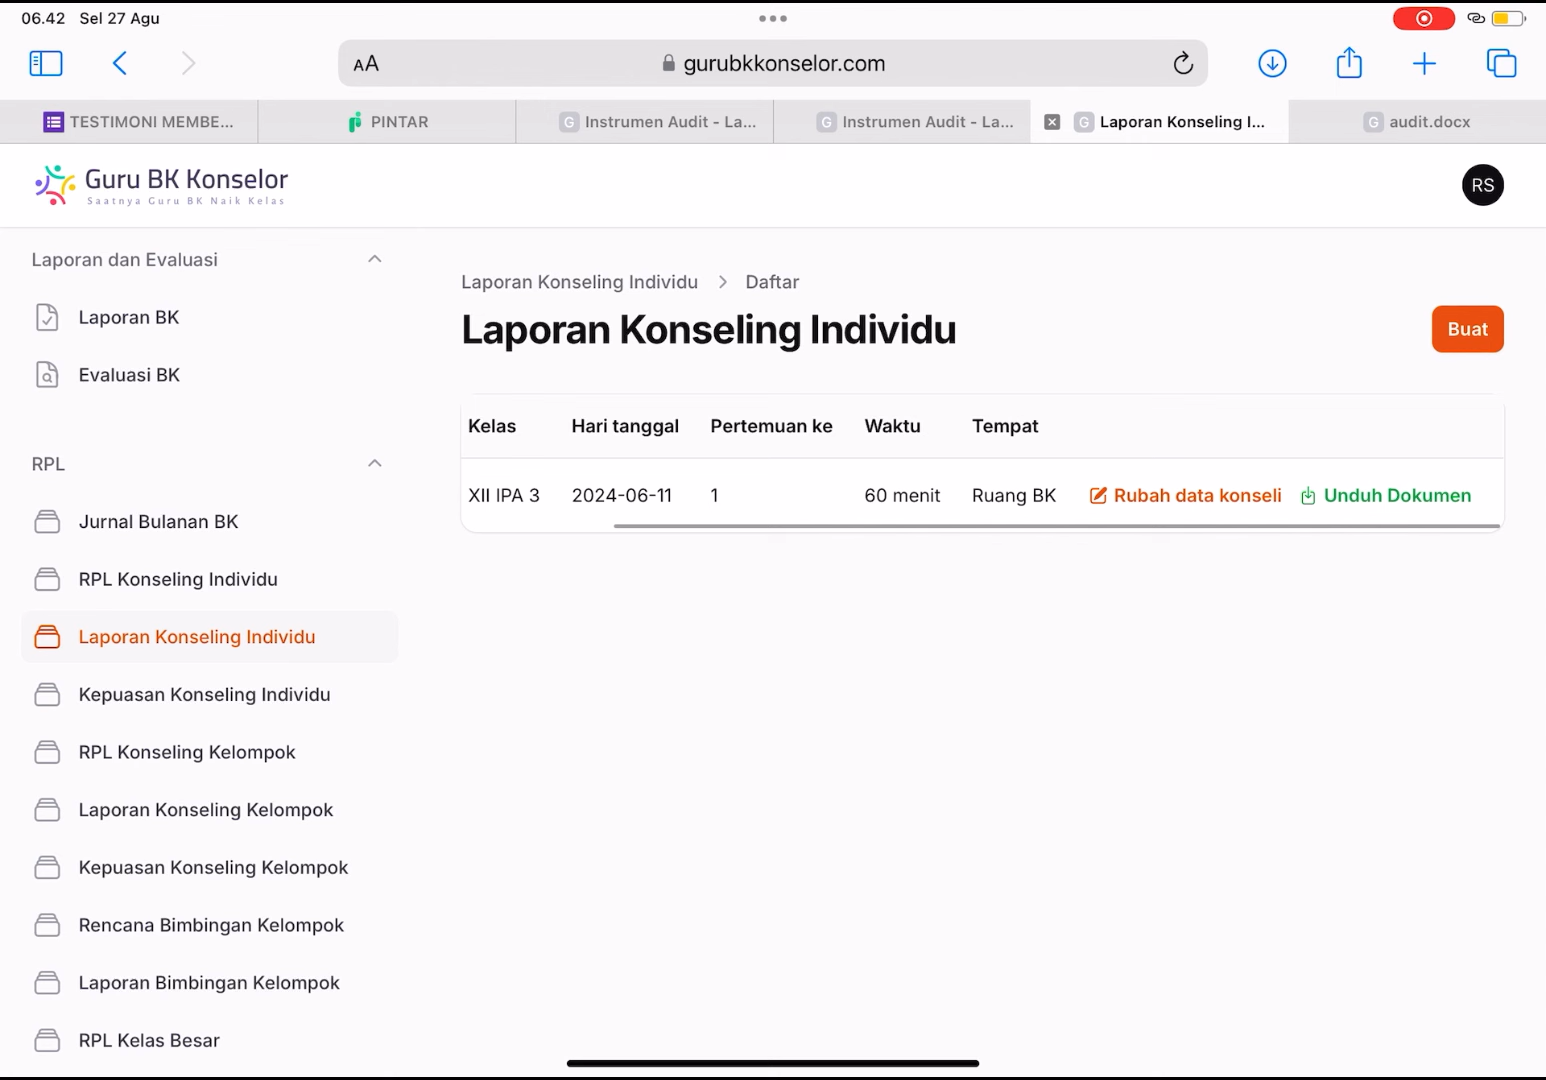 06.42 Sel 27 Agu
AA gurubkkonselor.com
TESTIMONI MEMBE... PINTAR Instrumen Audit - La... Instrumen Audit - La... Laporan Konseling I... audit.docx
Guru BK Konselor
Saatnya Guru BK Naik Kelas
RS
Laporan dan Evaluasi
Laporan BK
Evaluasi BK
RPL
Jurnal Bulanan BK
RPL Konseling Individu
Laporan Konseling Individu
Kepuasan Konseling Individu
RPL Konseling Kelompok
Laporan Konseling Kelompok
Kepuasan Konseling Kelompok
Rencana Bimbingan Kelompok
Laporan Bimbingan Kelompok
RPL Kelas Besar
Laporan Konseling Individu > Daftar
Laporan Konseling Individu
Buat
Kelas Hari tanggal Pertemuan ke Waktu Tempat
XII IPA 3 2024-06-11 1 60 menit Ruang BK Rubah data konseli Unduh Dokumen